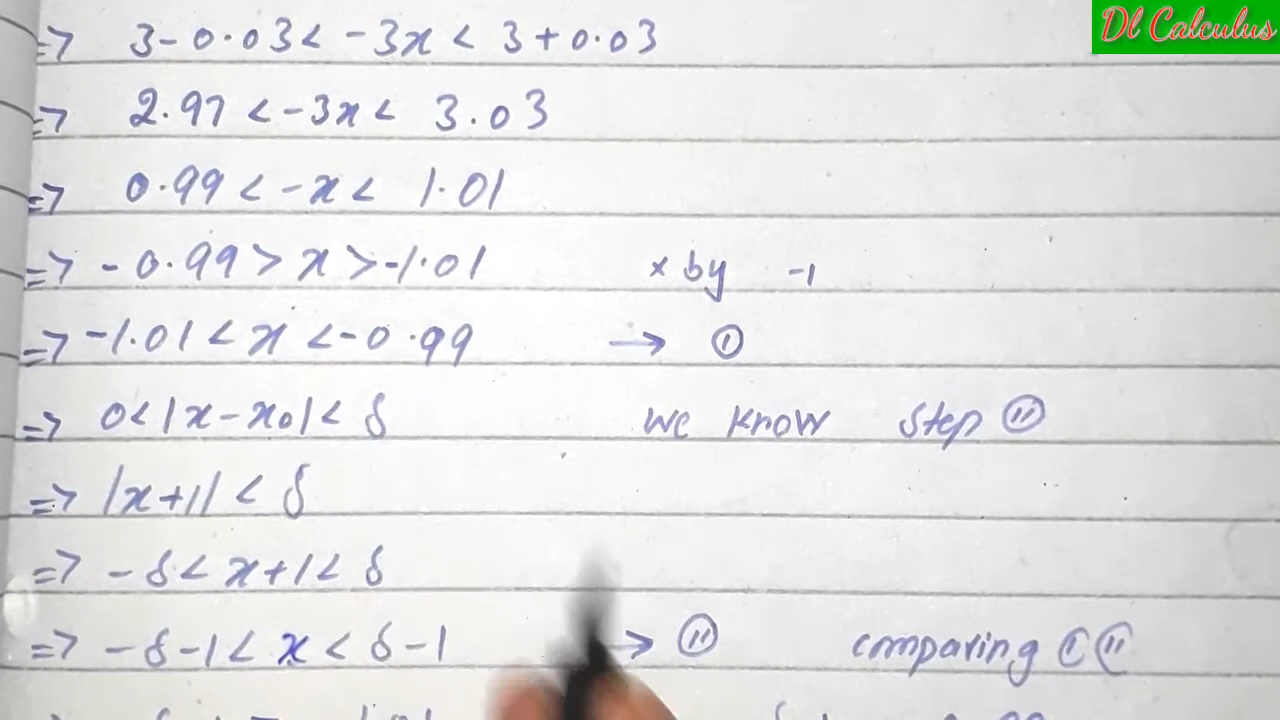 Dl Calculus
=> 3-0.03 < -3x < 3+0.03
=> 2.97 < -3x < 3.03
=> 0.99 < -x < 1.01
=> -0.99 > x > -1.01 × by -1
=> -1.01 < x < -0.99 → ①
=> 0 < |x-x₀| < δ we know step ⑪
=> |x+1| < δ
=> -δ < x+1 < δ
=> -δ-1 < x < δ-1 → ⑪ comparing ① ⑪